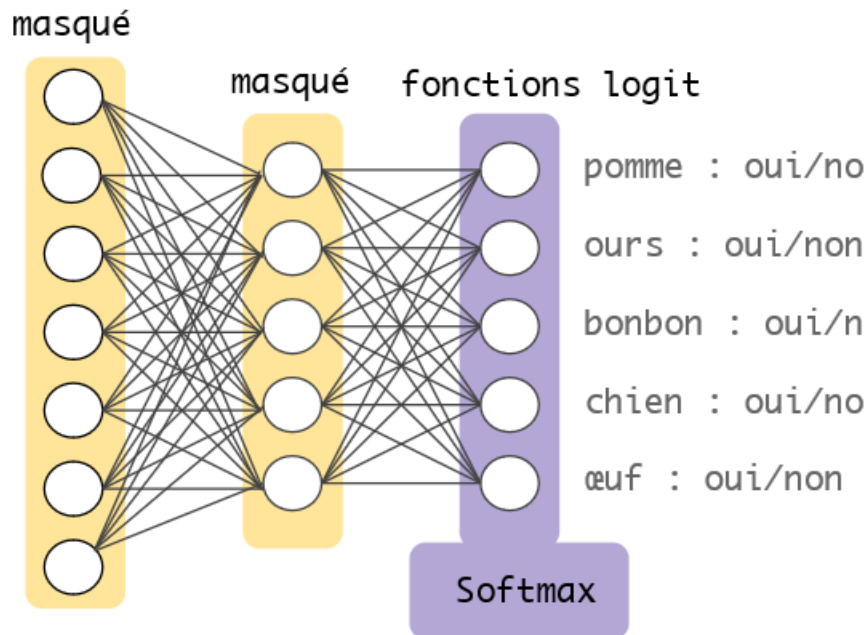 masqué
masqué
fonctions logit
pomme : oui/no
ours : oui/non
bonbon : oui/n
chien : oui/no
œuf : oui/non
Softmax